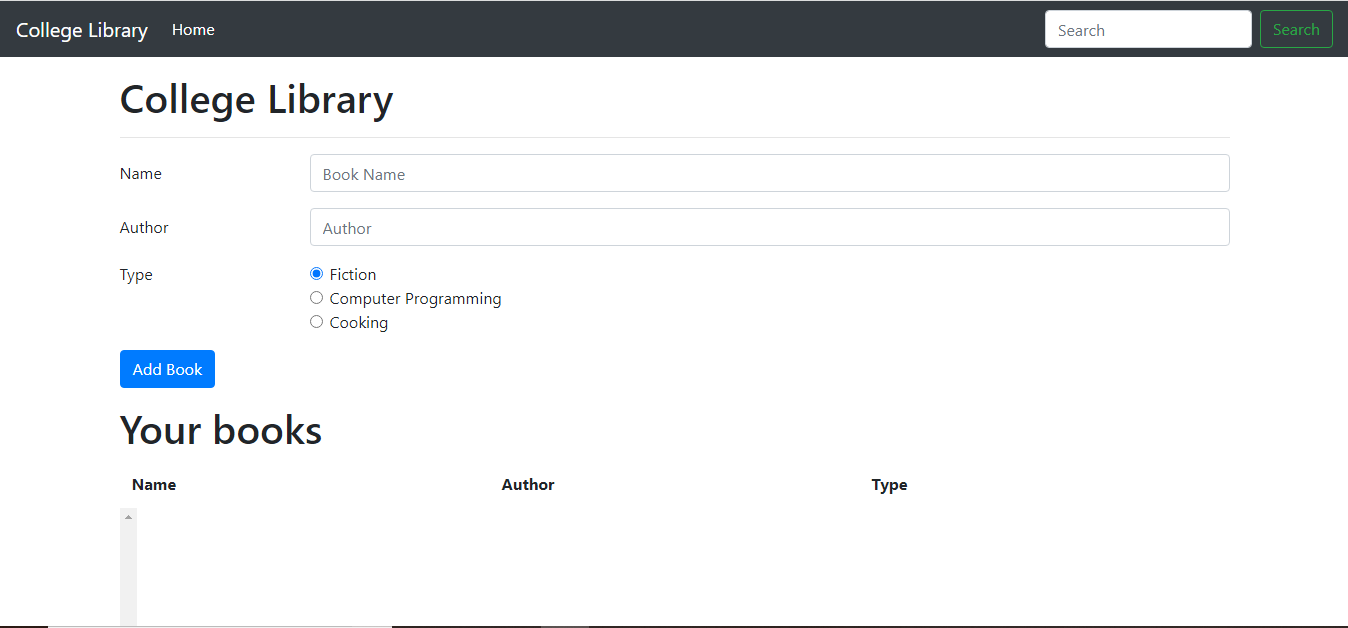 College Library Home Search Search
College Library
Name Book Name
Author Author
Type Fiction
Computer Programming
Cooking
Add Book
Your books
Name Author Type